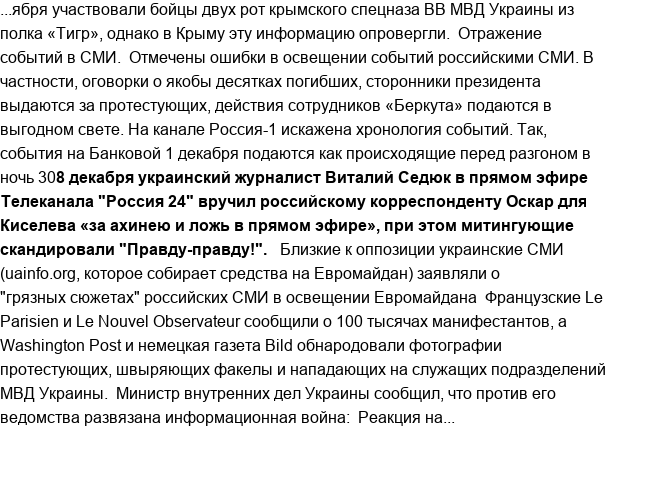 ...ября участвовали бойцы двух рот крымского спецназа ВВ МВД Украины из
полка «Тигр», однако в Крыму эту информацию опровергли.  Отражение
событий в СМИ.  Отмечены ошибки в освещении событий российскими СМИ. В
частности, оговорки о якобы десятках погибших, сторонники президента
выдаются за протестующих, действия сотрудников «Беркута» подаются в
выгодном свете. На канале Россия-1 искажена хронология событий. Так,
события на Банковой 1 декабря подаются как происходящие перед разгоном в
ночь 308 декабря украинский журналист Виталий Седюк в прямом эфире
Телеканала "Россия 24" вручил российскому корреспонденту Оскар для
Киселева «за ахинею и ложь в прямом эфире», при этом митингующие
скандировали "Правду-правду!".   Близкие к оппозиции украинские СМИ
(uainfo.org, которое собирает средства на Евромайдан) заявляли о
"грязных сюжетах" российских СМИ в освещении Евромайдана  Французские Le
Parisien и Le Nouvel Observateur сообщили о 100 тысячах манифестантов, а
Washington Post и немецкая газета Bild обнародовали фотографии
протестующих, швыряющих факелы и нападающих на служащих подразделений
МВД Украины.  Министр внутренних дел Украины сообщил, что против его
ведомства развязана информационная война:  Реакция на...